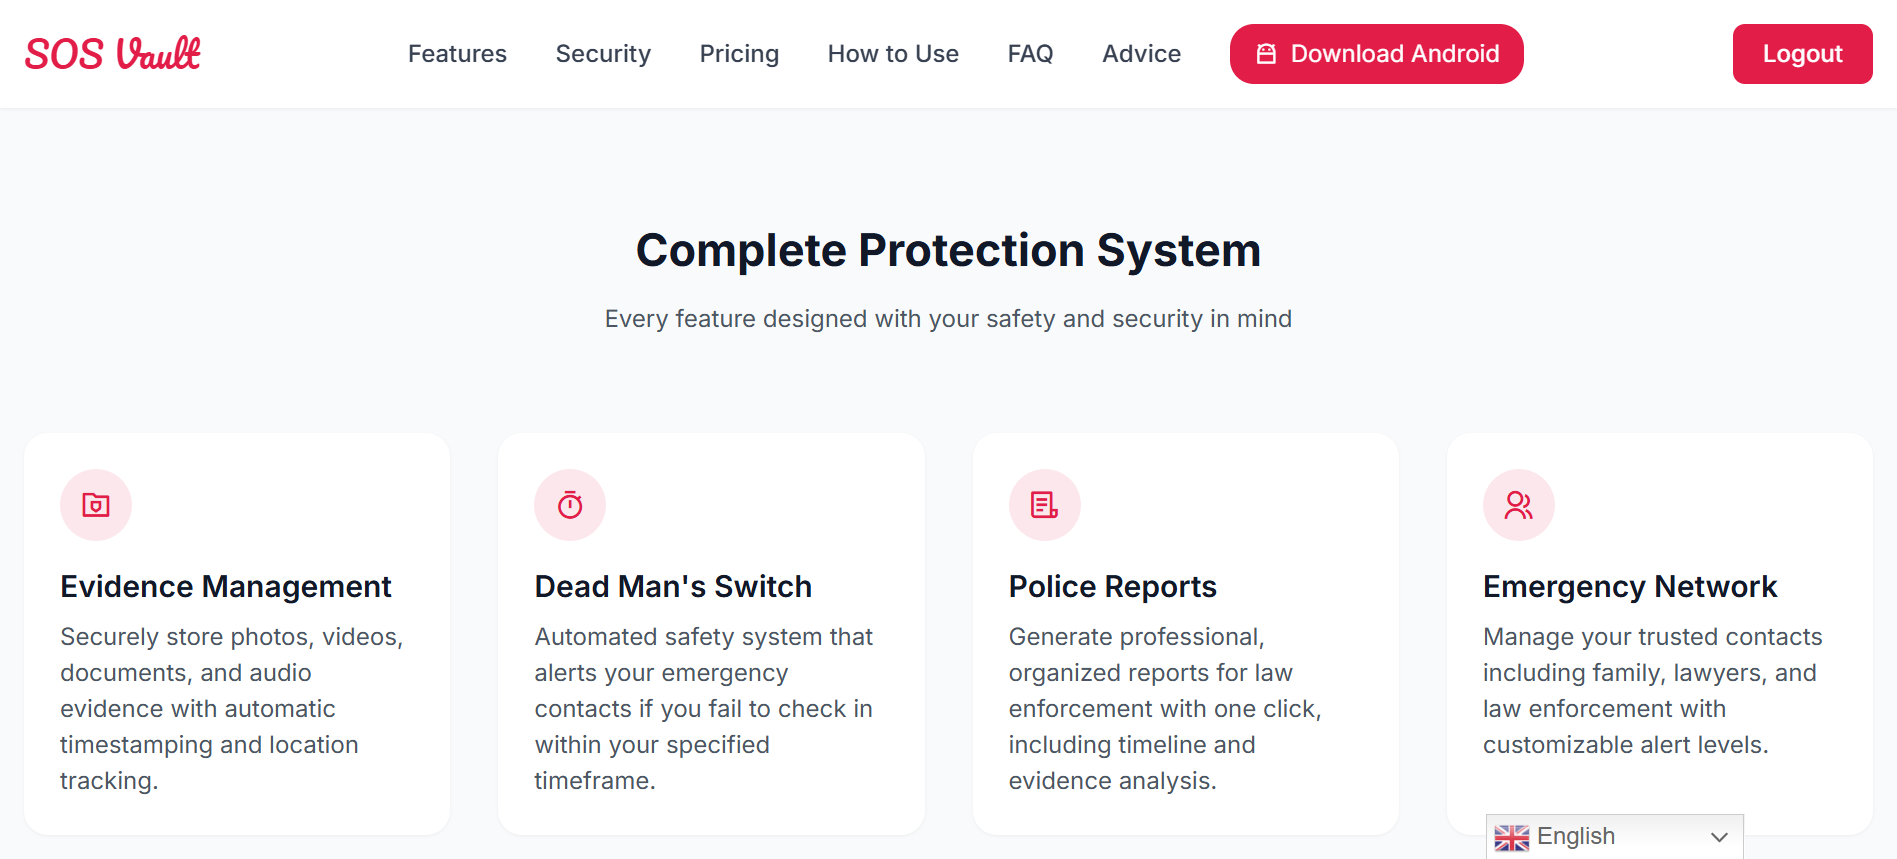 SOS Vault
Features
Security
Pricing
How to Use
FAQ
Advice
Download Android
Logout
Complete Protection System
Every feature designed with your safety and security in mind
Evidence Management
Securely store photos, videos,
documents, and audio
evidence with automatic
timestamping and location
tracking.
Dead Man's Switch
Automated safety system that
alerts your emergency
contacts if you fail to check in
within your specified
timeframe.
Police Reports
Generate professional,
organized reports for law
enforcement with one click,
including timeline and
evidence analysis.
Emergency Network
Manage your trusted contacts
including family, lawyers, and
law enforcement with
customizable alert levels.
English